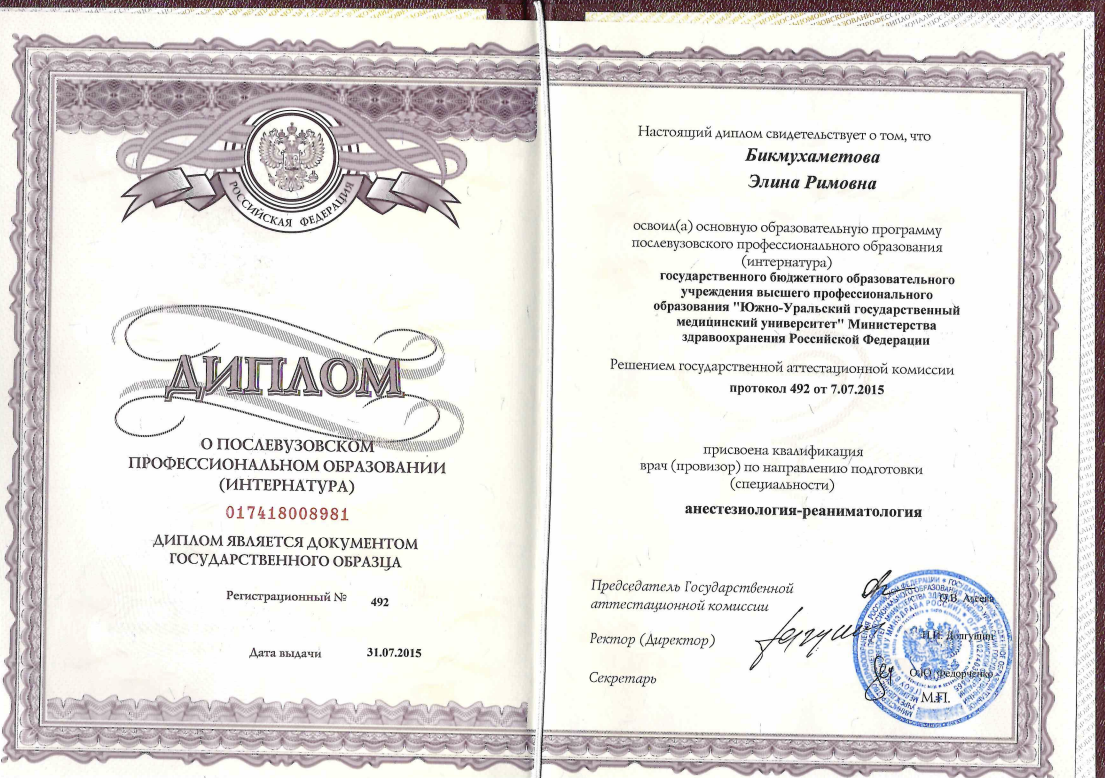 РОССИЙСКАЯ ФЕДЕРАЦИЯ
ДИПЛОМ
О ПОСЛЕВУЗОВСКОМ
ПРОФЕССИОНАЛЬНОМ ОБРАЗОВАНИИ
(ИНТЕРНАТУРА)
017418008981
ДИПЛОМ ЯВЛЯЕТСЯ ДОКУМЕНТОМ
ГОСУДАРСТВЕННОГО ОБРАЗЦА
Регистрационный № 492
Дата выдачи 31.07.2015
Настоящий диплом свидетельствует о том, что
Бикмухаметова
Элина Римовна
освоил(а) основную образовательную программу
послевузовского профессионального образования
(интернатура)
государственного бюджетного образовательного
учреждения высшего профессионального
образования "Южно-Уральский государственный
медицинский университет" Министерства
здравоохранения Российской Федерации
Решением государственной аттестационной комиссии
протокол 492 от 7.07.2015
присвоена квалификация
врач (провизор) по направлению подготовки
(специальности)
анестезиология-реаниматология
Председатель Государственной
аттестационной комиссии
Ректор (Директор) И.И. Долгушин
Секретарь О.Ю. Федорченко
М.П.